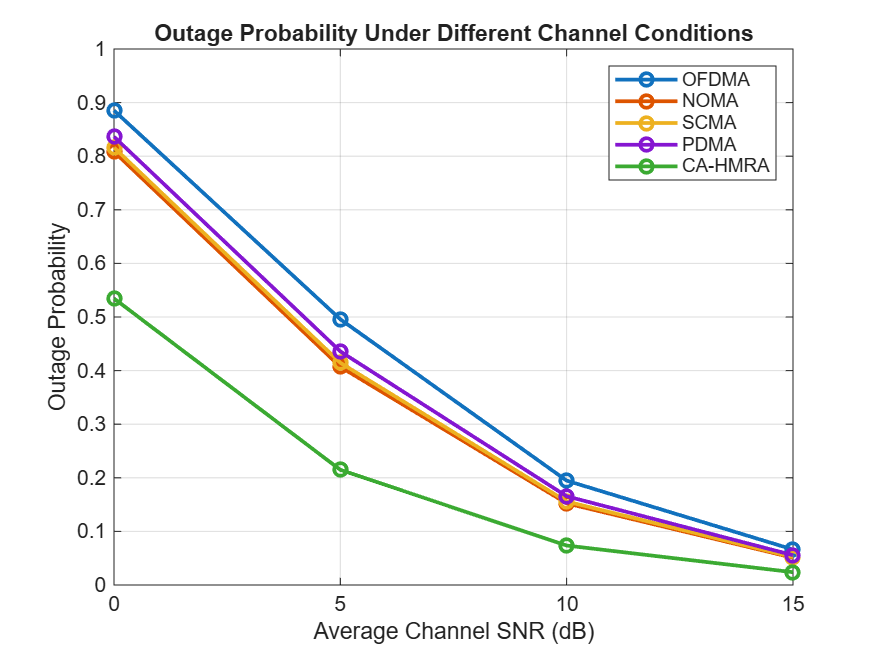 Outage Probability Under Different Channel Conditions
OFDMA
NOMA
SCMA
PDMA
CA-HMRA
Outage Probability
1
0.9
0.8
0.7
0.6
0.5
0.4
0.3
0.2
0.1
0
0 5 10 15
Average Channel SNR (dB)